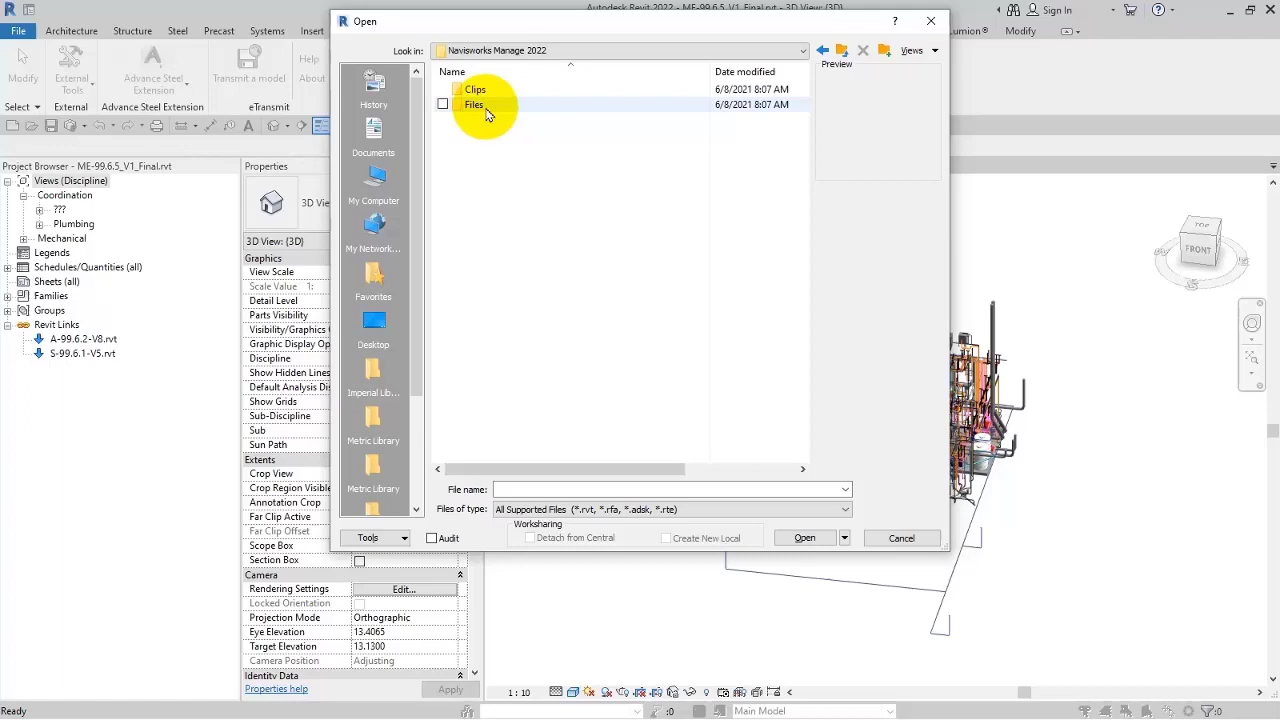 Autodesk Revit 2022 - ME-99.6.5_V1_Final.rvt - 3D View: {3D}
Sign In
Open
File
Architecture
Structure
Steel
Precast
Systems
Insert
Lumion®
Modify
Look in:
Navisworks Manage 2022
Views
Name
Date modified
Preview
Clips
6/8/2021 8:07 AM
Files
6/8/2021 8:07 AM
Modify
External Tools
Advance Steel Extension
Transmit a model
Help
About
Select
External
Advance Steel Extension
eTransmit
History
Documents
My Computer
My Network...
Favorites
Desktop
Imperial Lib...
Metric Library
Metric Library
Project Browser - ME-99.6.5_V1_Final.rvt
Views (Discipline)
Coordination
???
Plumbing
Mechanical
Legends
Schedules/Quantities (all)
Sheets (all)
Families
Groups
Revit Links
A-99.6.2-V8.rvt
S-99.6.1-V5.rvt
Properties
3D Vi
3D View: {3D}
Graphics
View Scale
Scale Value 1:
Detail Level
Parts Visibility
Visibility/Graphics
Graphic Display Opt
Discipline
Show Hidden Lines
Default Analysis Dis
Show Grids
Sub-Discipline
Sub
Sun Path
Extents
Crop View
Crop Region Visible
Annotation Crop
Far Clip Active
Far Clip Offset
Scope Box
Section Box
Camera
Rendering Settings
Edit...
Locked Orientation
Projection Mode
Orthographic
Eye Elevation
13.4065
Target Elevation
13.1300
Camera Position
Adjusting
Identity Data
Properties help
Apply
File name:
Files of type:
All Supported Files (*.rvt, *.rfa, *.adsk, *.rte)
Worksharing
Tools
Audit
Detach from Central
Create New Local
Open
Cancel
TOP
FRONT
1 : 10
Ready
:0
Main Model
:0